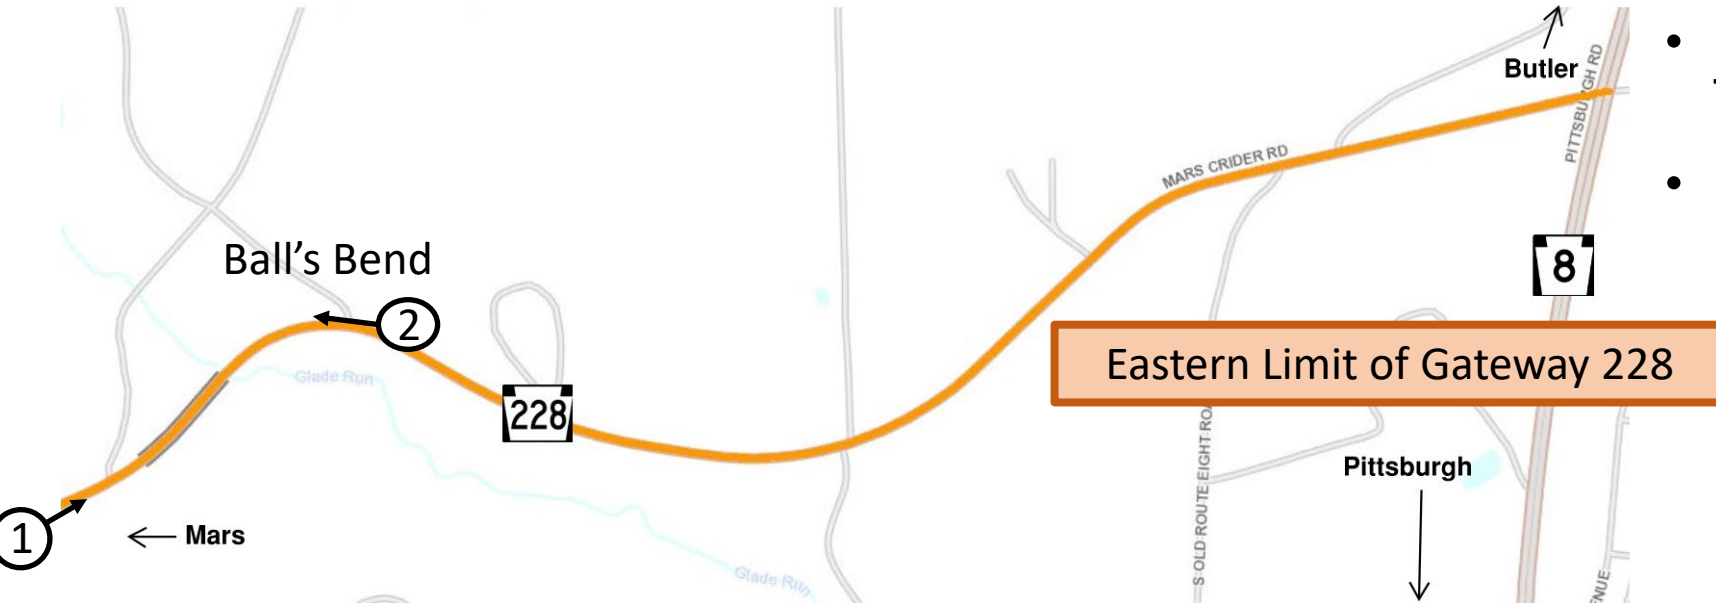 Butler
PITTSBURGH RD
MARS CRIDER RD
Ball's Bend
8
2
Glade Run
228
Eastern Limit of Gateway 228
S OLD ROUTE EIGHT
Pittsburgh
1
Mars
Glade Run